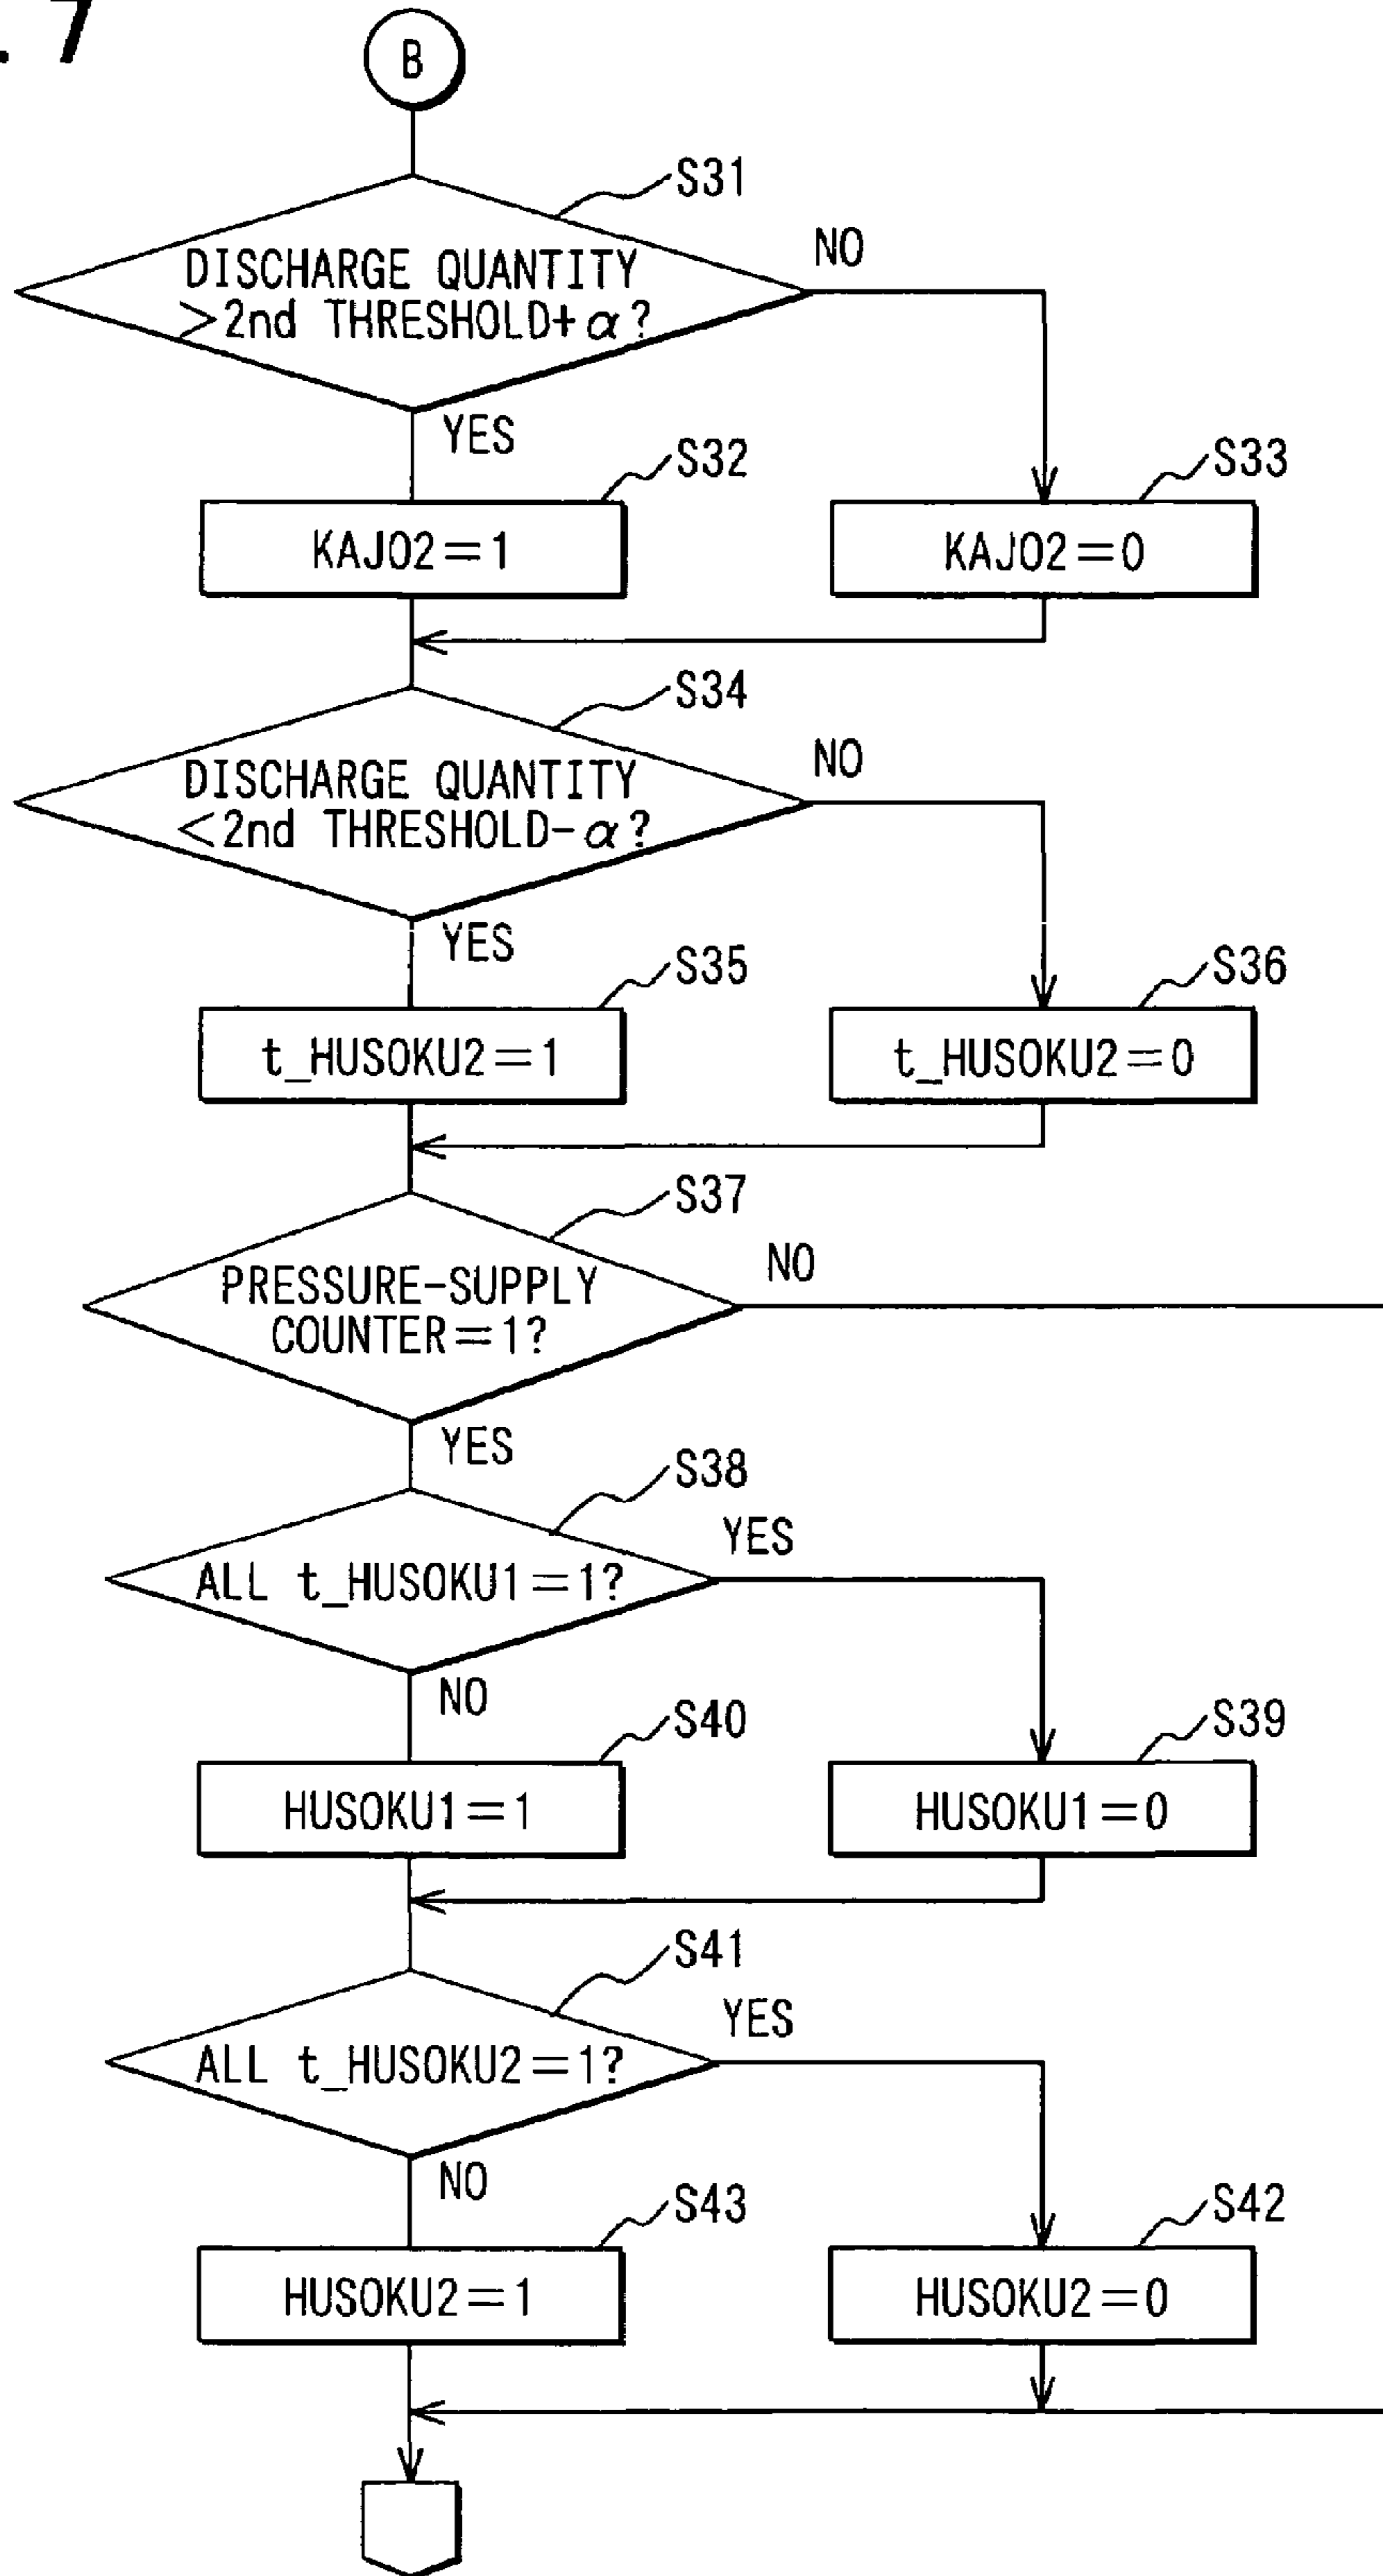 . 7
B
S31
DISCHARGE QUANTITY
>2nd THRESHOLD+α?
NO
YES
S32
KAJO2=1
S33
KAJO2=0
S34
DISCHARGE QUANTITY
<2nd THRESHOLD-α?
NO
YES
S35
t_HUSOKU2=1
S36
t_HUSOKU2=0
S37
PRESSURE-SUPPLY
COUNTER=1?
NO
YES
S38
ALL t_HUSOKU1=1?
YES
NO
S40
HUSOKU1=1
S39
HUSOKU1=0
S41
ALL t_HUSOKU2=1?
YES
NO
S43
HUSOKU2=1
S42
HUSOKU2=0